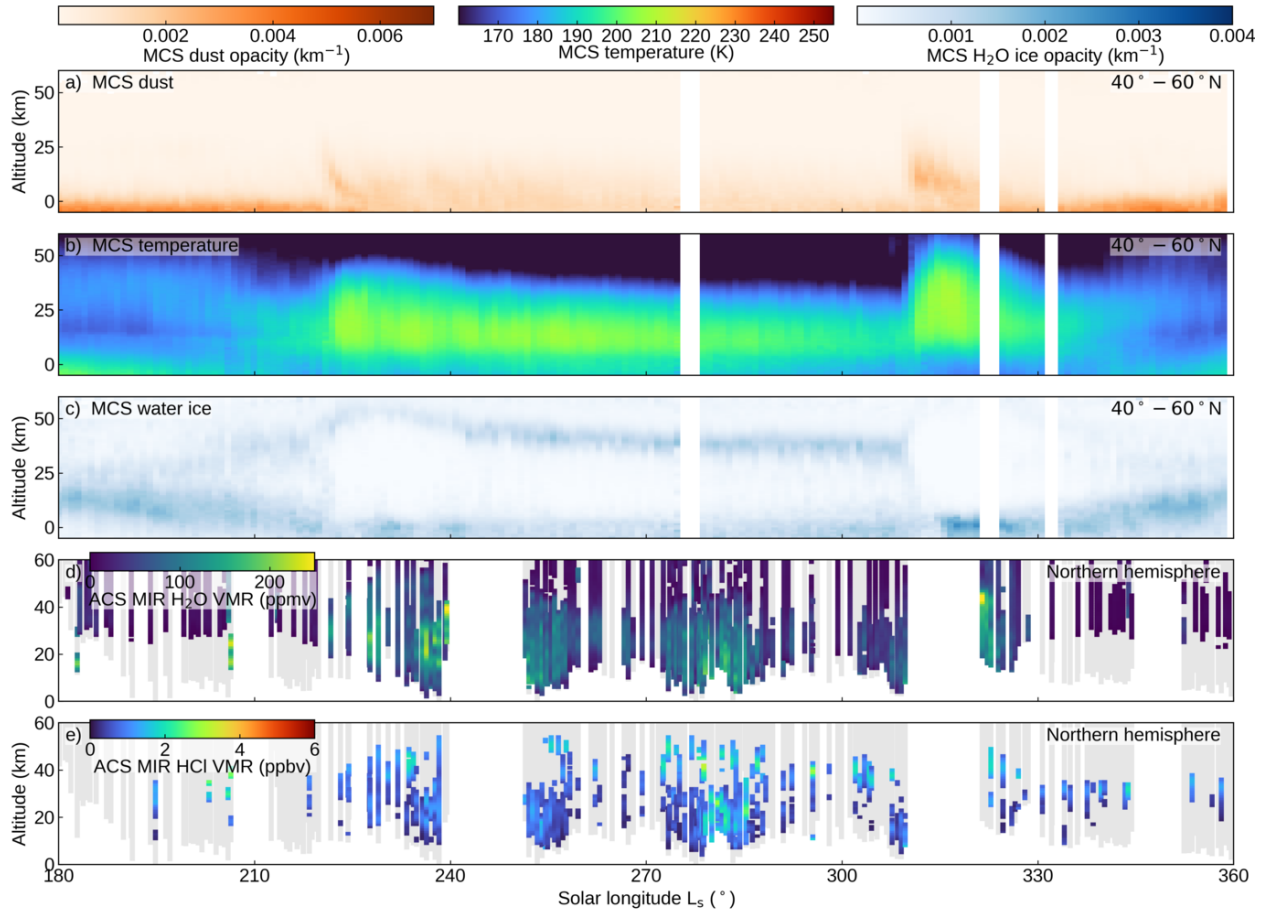 0.002 0.004 0.006
MCS dust opacity (km⁻¹)
170 180 190 200 210 220 230 240 250
MCS temperature (K)
0.001 0.002 0.003 0.004
MCS H₂O ice opacity (km⁻¹)
a) MCS dust
40° − 60°N
50
25
0
Altitude (km)
b) MCS temperature
40° − 60°N
50
25
0
Altitude (km)
c) MCS water ice
40° − 60°N
50
25
0
Altitude (km)
d)
0 100 200
ACS MIR H₂O VMR (ppmv)
Northern hemisphere
60
40
20
0
Altitude (km)
e)
0 2 4 6
ACS MIR HCl VMR (ppbv)
Northern hemisphere
60
40
20
0
Altitude (km)
180 210 240 270 300 330 360
Solar longitude Lₛ (°)